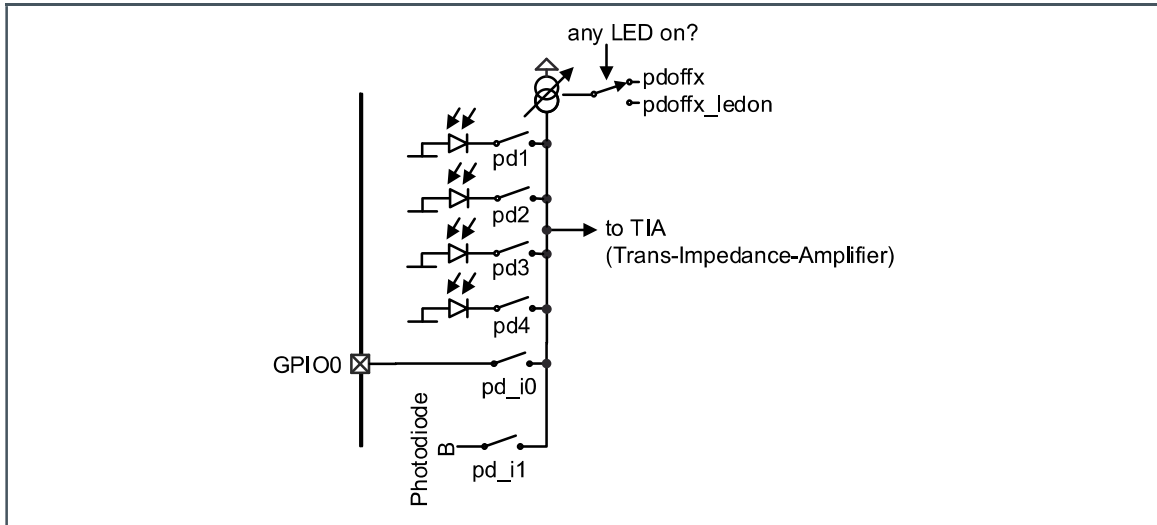 any LED on?
pdoffx
pdoffx_ledon
pd1
pd2
to TIA
(Trans-Impedance-Amplifier)
pd3
pd4
GPIO0
pd_i0
Photodiode
B
pd_i1